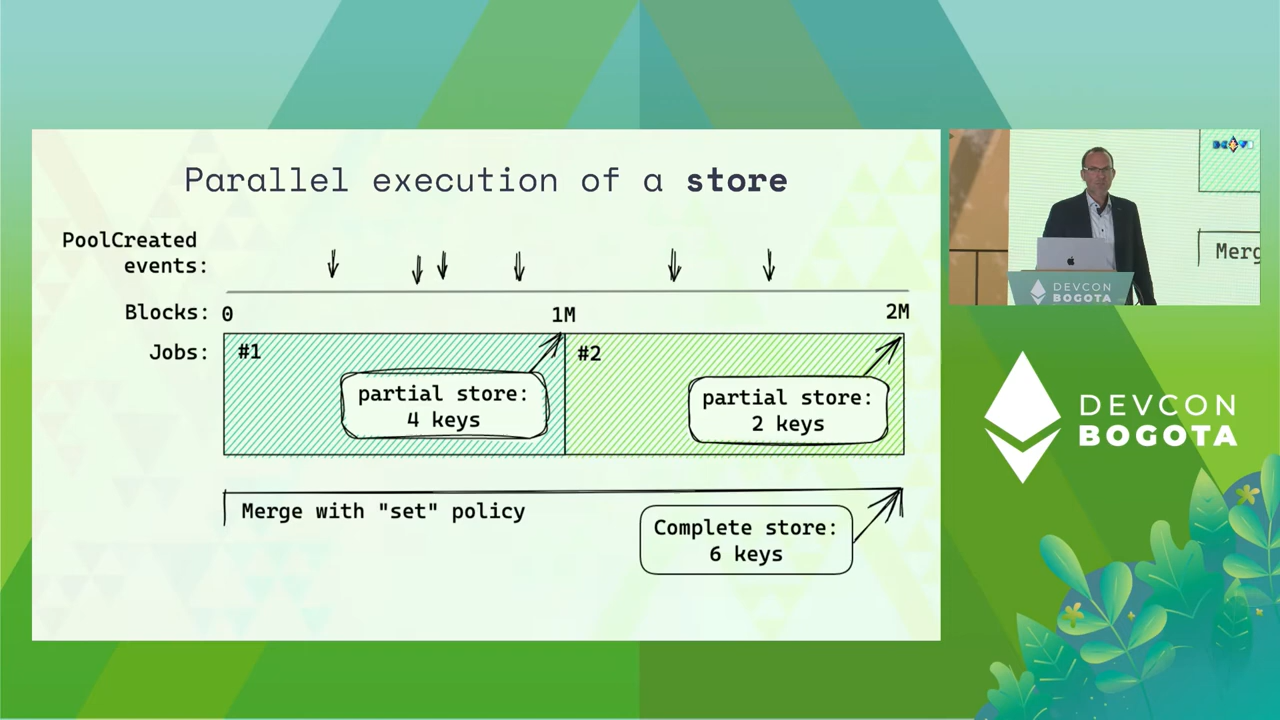 Parallel execution of a store
PoolCreated
events:
Blocks: 0 1M 2M
Jobs: #1 #2
partial store:
4 keys
partial store:
2 keys
Merge with "set" policy
Complete store:
6 keys
Merg
DEVCON
BOGOTA
DEVCON
BOGOTA